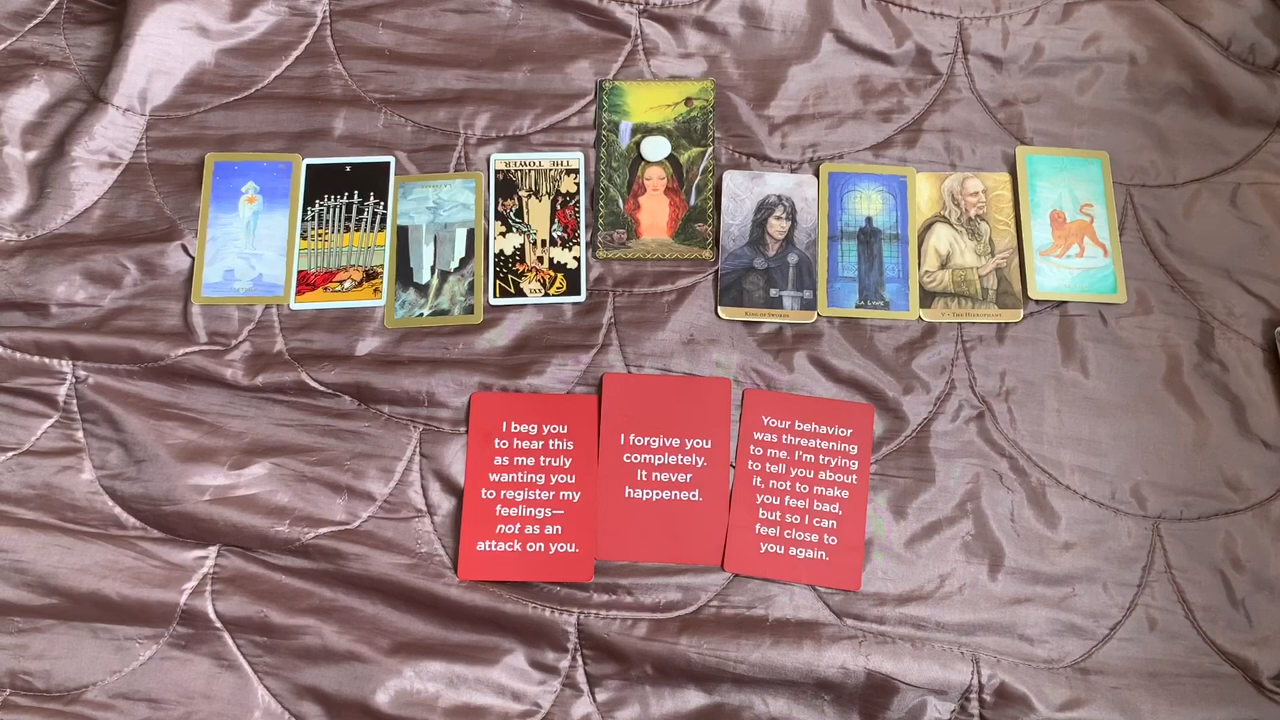 X
THE TOWER.
XVI
KING OF SWORDS
LA LUNE
V • THE HIEROPHANT
I beg you
to hear this
as me truly
wanting you
to register my
feelings—
not as an
attack on you.
I forgive you
completely.
It never
happened.
Your behavior
was threatening
to me. I'm trying
to tell you about
it, not to make
you feel bad,
but so I can
feel close to
you again.